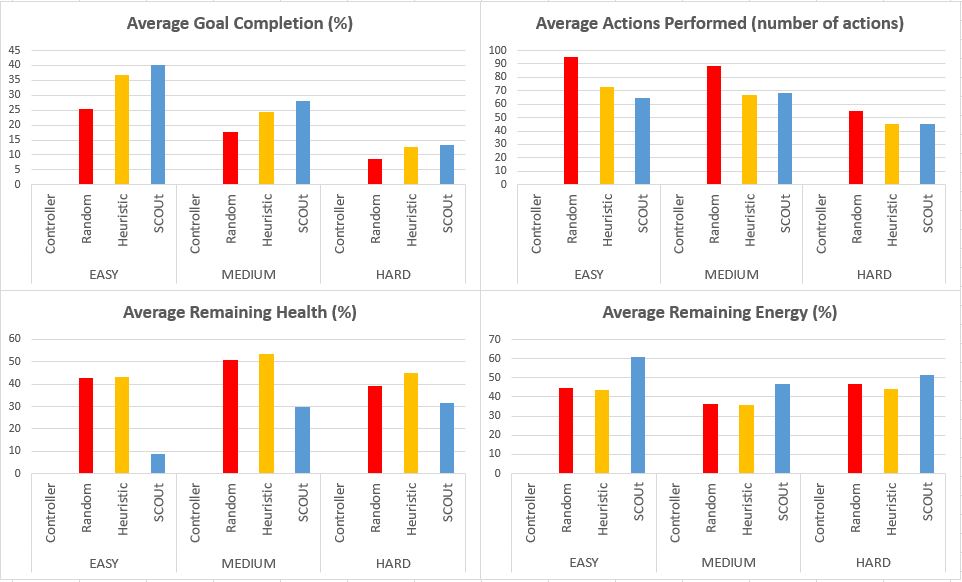 Average Goal Completion (%)
45
40
35
30
25
20
15
10
5
0
Controller
Random
Heuristic
SCOUt
Controller
Random
Heuristic
SCOUt
Controller
Random
Heuristic
SCOUt
EASY
MEDIUM
HARD
Average Actions Performed (number of actions)
100
90
80
70
60
50
40
30
20
10
0
Controller
Random
Heuristic
SCOUt
Controller
Random
Heuristic
SCOUt
Controller
Random
Heuristic
SCOUt
EASY
MEDIUM
HARD
Average Remaining Health (%)
60
50
40
30
20
10
0
Controller
Random
Heuristic
SCOUt
Controller
Random
Heuristic
SCOUt
Controller
Random
Heuristic
SCOUt
EASY
MEDIUM
HARD
Average Remaining Energy (%)
70
60
50
40
30
20
10
0
Controller
Random
Heuristic
SCOUt
Controller
Random
Heuristic
SCOUt
Controller
Random
Heuristic
SCOUt
EASY
MEDIUM
HARD